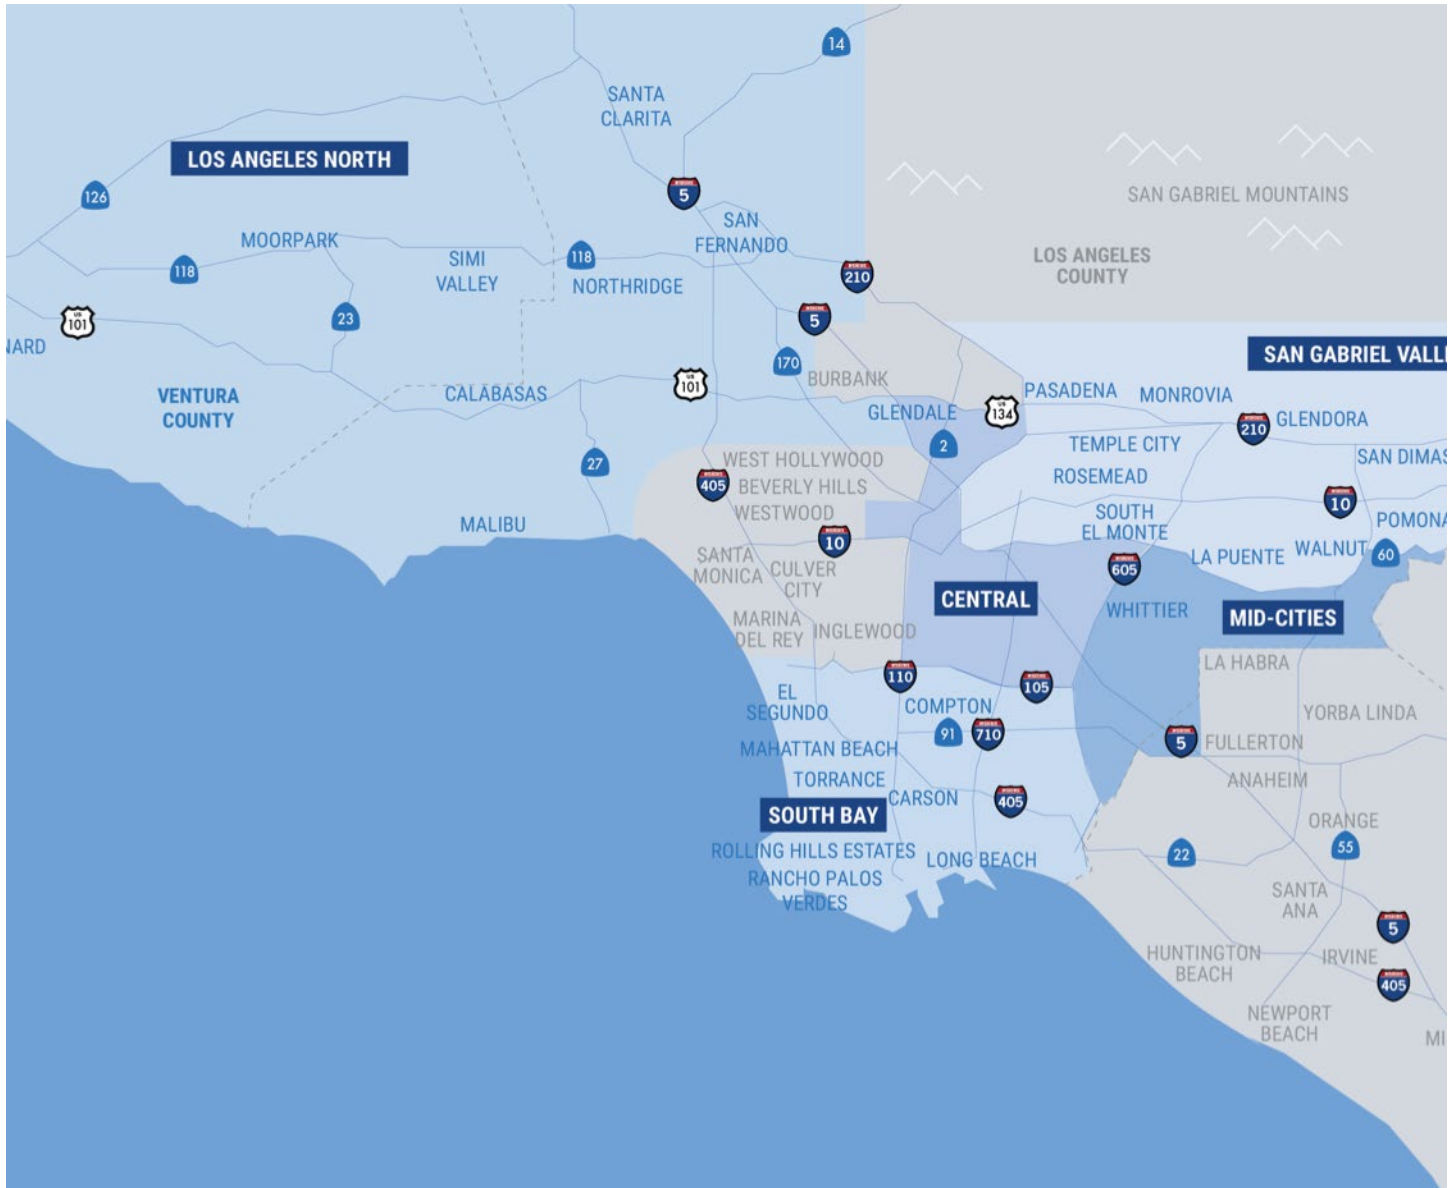 14
SANTA
CLARITA
LOS ANGELES NORTH
126
5
SAN GABRIEL MOUNTAINS
SAN
FERNANDO
MOORPARK
118
SIMI
VALLEY
118
NORTHRIDGE
210
LOS ANGELES
COUNTY
US
101
23
5
NARD
170
BURBANK
SAN GABRIEL VALL
VENTURA
COUNTY
CALABASAS
US
101
GLENDALE
US
134
PASADENA
MONROVIA
210
GLENDORA
2
TEMPLE CITY
SAN DIMAS
27
WEST HOLLYWOOD
405
BEVERLY HILLS
WESTWOOD
ROSEMEAD
10
POMONA
MALIBU
SOUTH
EL MONTE
10
SANTA
MONICA
CULVER
CITY
605
LA PUENTE
WALNUT
60
CENTRAL
WHITTIER
MID-CITIES
MARINA
DEL REY
INGLEWOOD
LA HABRA
110
105
EL
SEGUNDO
COMPTON
YORBA LINDA
91
710
5
FULLERTON
MAHATTAN BEACH
TORRANCE
ANAHEIM
CARSON
405
SOUTH BAY
ORANGE
ROLLING HILLS ESTATES
LONG BEACH
22
55
RANCHO PALOS
VERDES
SANTA
ANA
5
HUNTINGTON
BEACH
IRVINE
405
NEWPORT
BEACH
MI